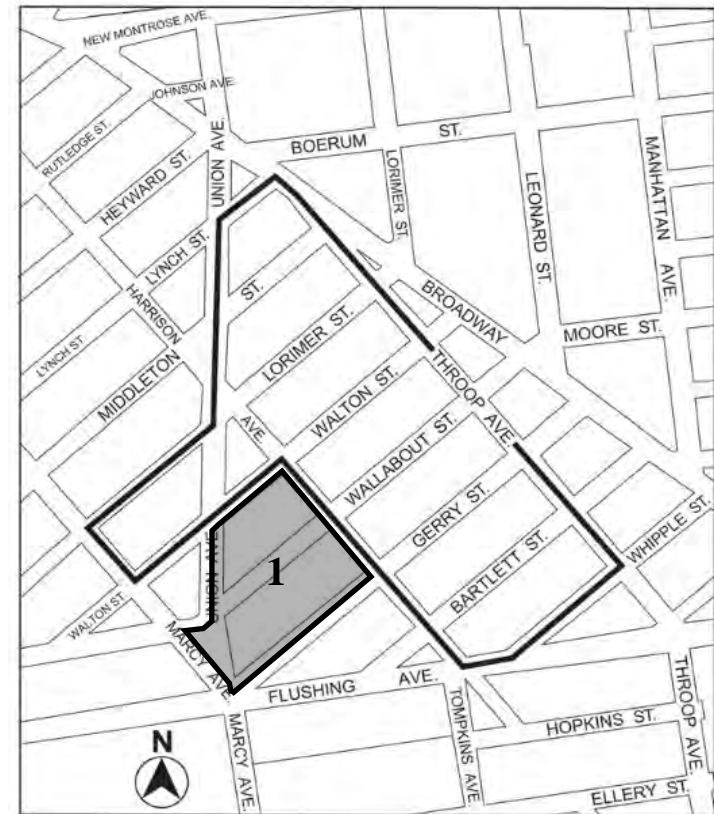 NEW MONTROSE AVE.
JOHNSON AVE.
RUTLEDGE ST.
HEYWARD ST.
UNION AVE.
BOERUM ST.
LORIMER ST.
LEONARD ST.
MANHATTAN AVE.
LYNCH ST.
HARRISON AVE.
LYNCH ST.
MIDDLETON ST.
BROADWAY
MOORE ST.
LORIMER ST.
WALTON ST.
THROOP AVE.
WALLABOUT ST.
GERRY ST.
BARTLETT ST.
WHIPPLE ST.
UNION AVE.
1
WALTON ST.
MARCY AVE.
FLUSHING AVE.
MARCY AVE.
TOMPKINS AVE.
THROOP AVE.
HOPKINS ST.
ELLERY ST.
N